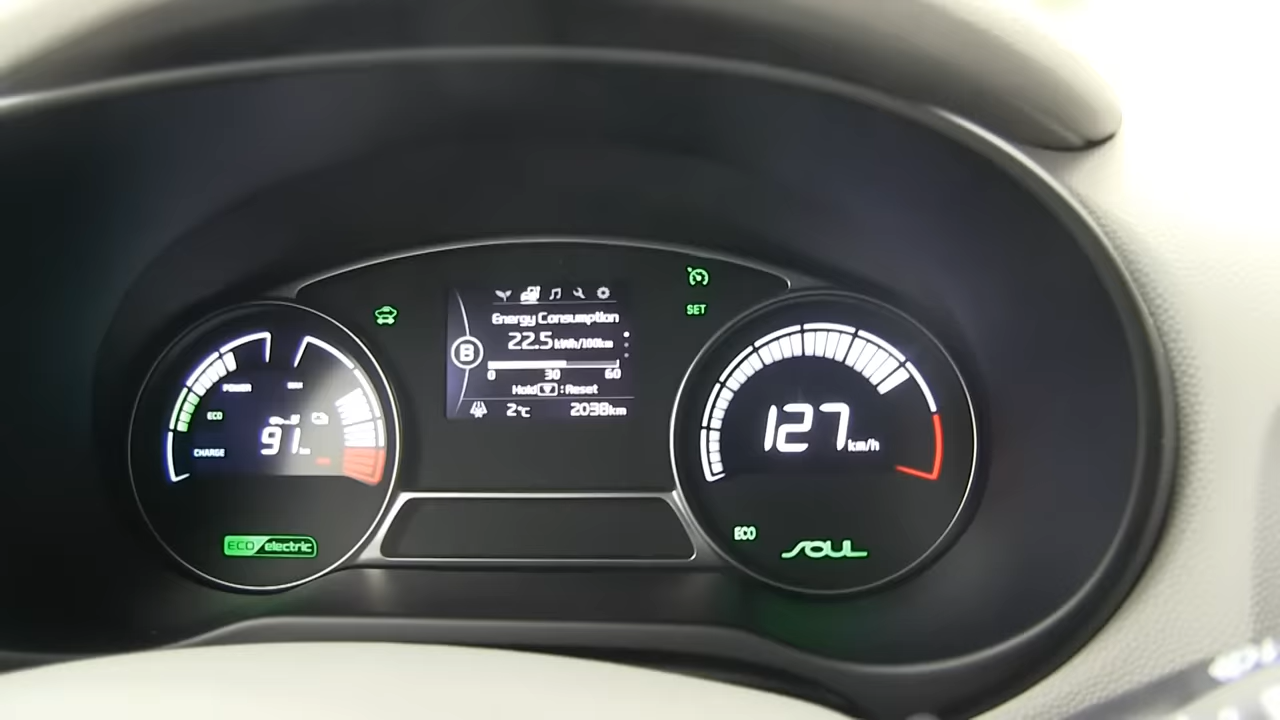 Energy Consumption
22.5 kWh/100km
B
0 30 60
Hold : Reset
2°C 2038km
SET
POWER
ECO
CHARGE
91 km
ECO electric
127 km/h
ECO
SOUL